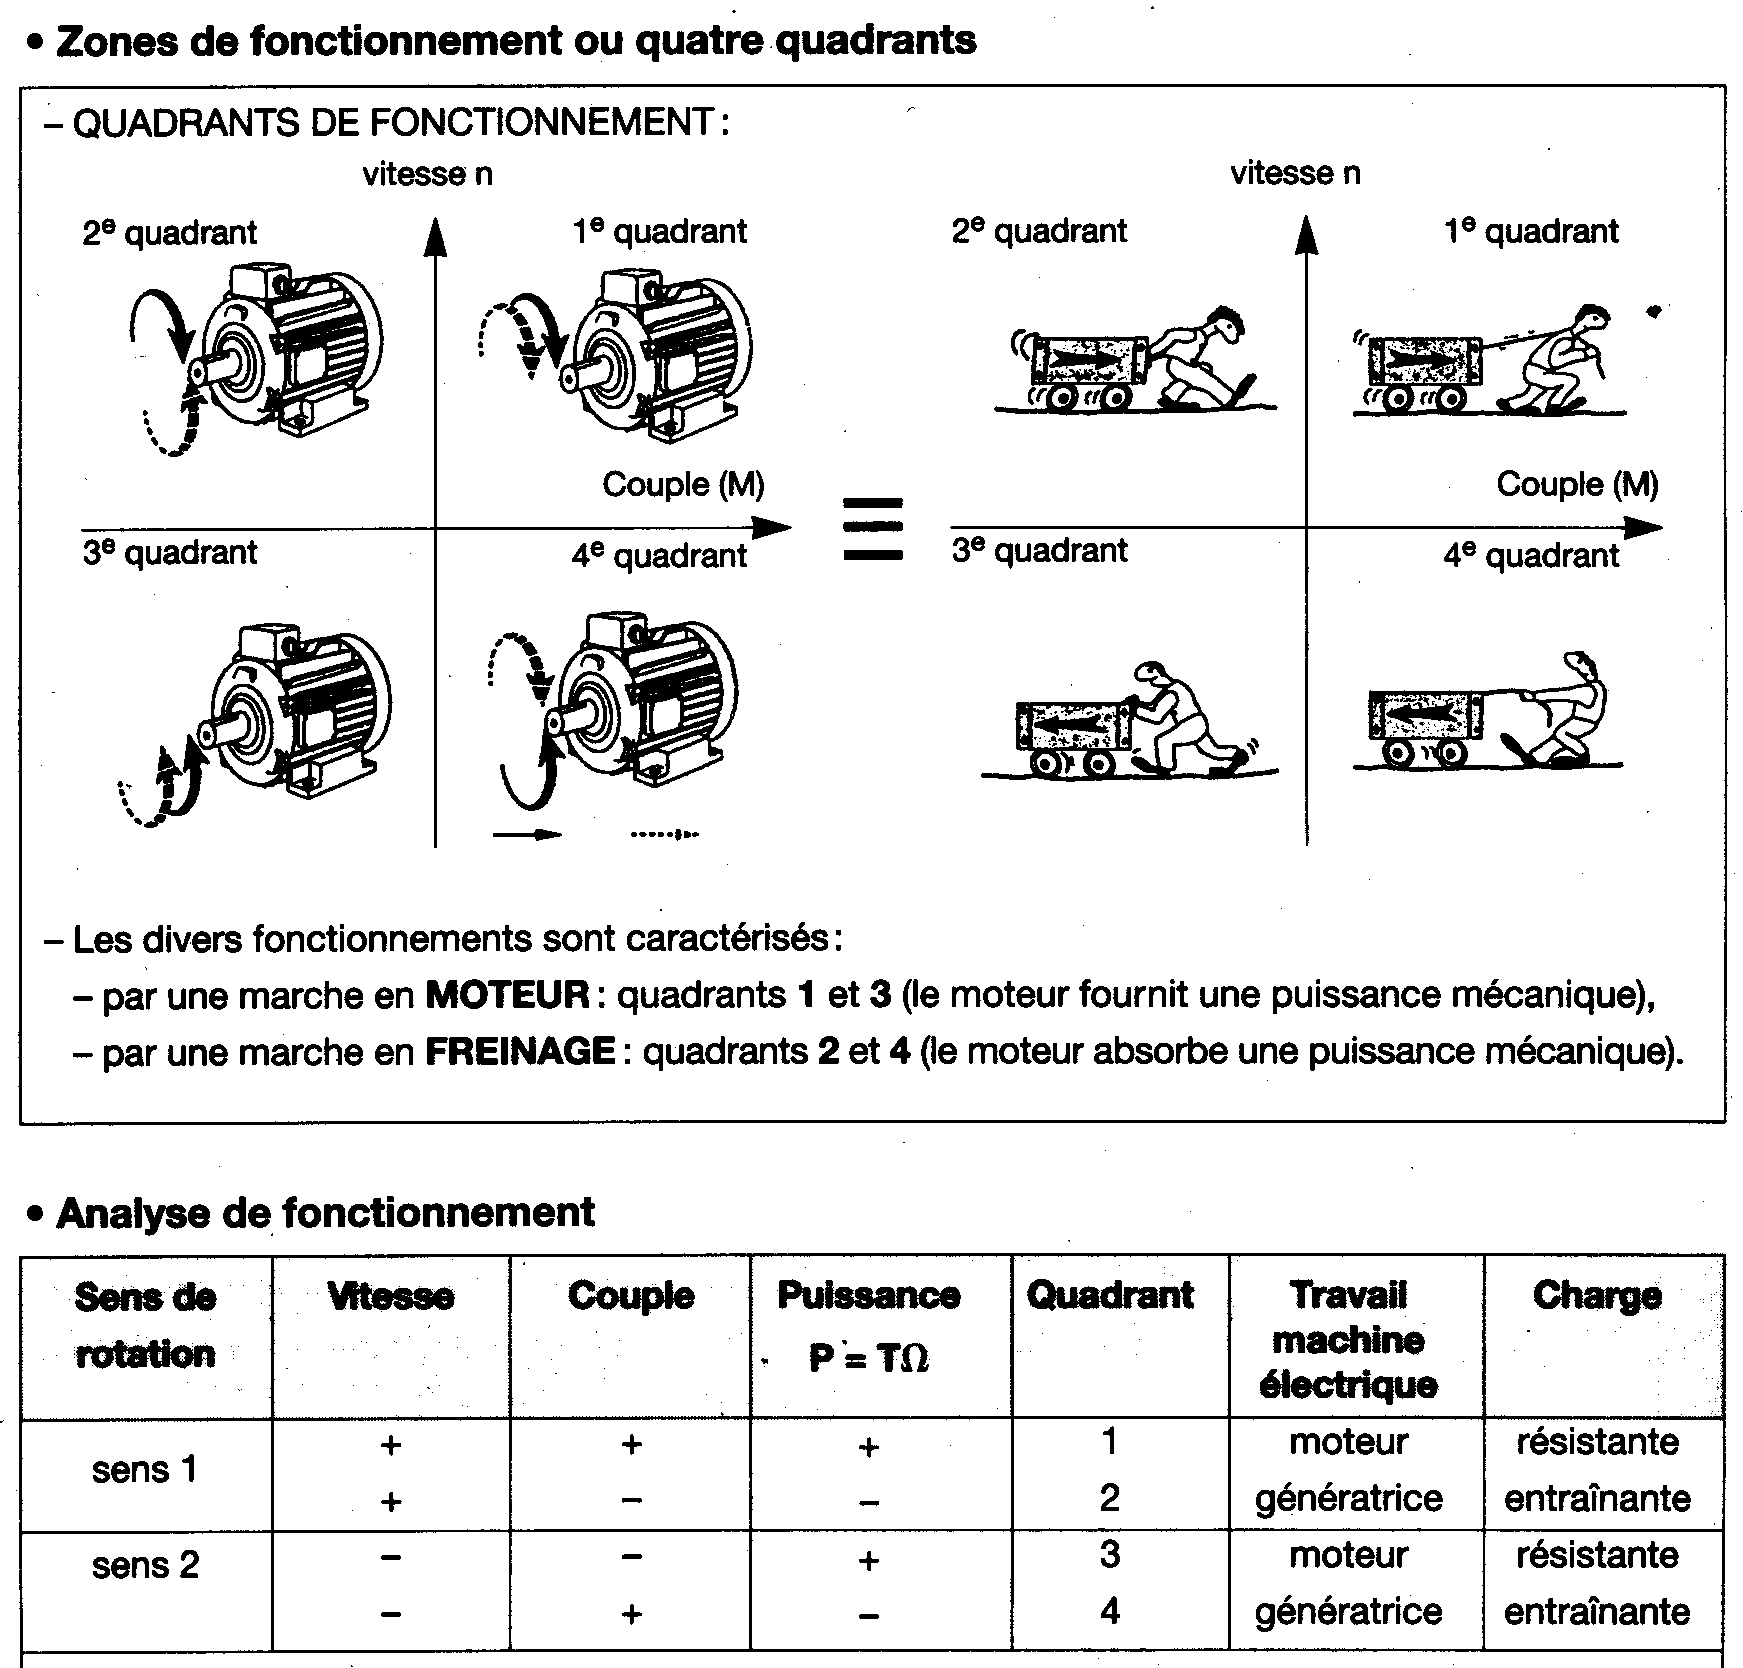 • Zones de fonctionnement ou quatre quadrants
– QUADRANTS DE FONCTIONNEMENT :
vitesse n
2e quadrant
1e quadrant
Couple (M)
3e quadrant
4e quadrant
=
vitesse n
2e quadrant
1e quadrant
Couple (M)
3e quadrant
4e quadrant
– Les divers fonctionnements sont caractérisés :
– par une marche en MOTEUR : quadrants 1 et 3 (le moteur fournit une puissance mécanique),
– par une marche en FREINAGE : quadrants 2 et 4 (le moteur absorbe une puissance mécanique).
• Analyse de fonctionnement
Sens de rotation Vitesse Couple Puissance P = TΩ Quadrant Travail machine électrique Charge
sens 1 + + + 1 moteur résistante
+ – – 2 génératrice entraînante
sens 2 – – + 3 moteur résistante
– + – 4 génératrice entraînante